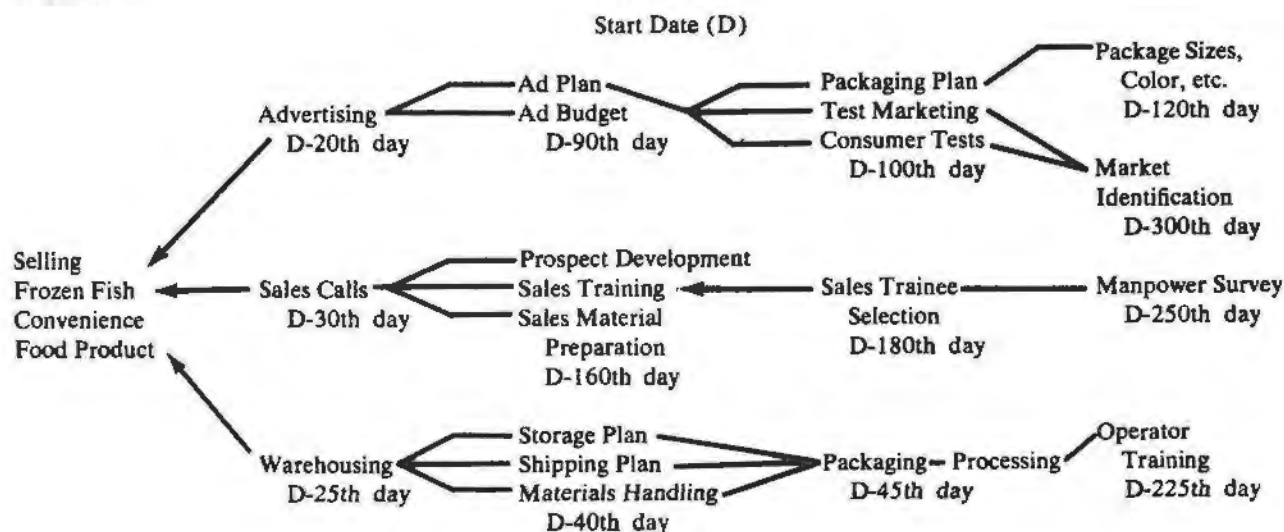 Start Date (D)
Advertising
D-20th day
Ad Plan
Ad Budget
D-90th day
Packaging Plan
Test Marketing
Consumer Tests
D-100th day
Package Sizes,
Color, etc.
D-120th day
Market
Identification
D-300th day
Selling
Frozen Fish
Convenience
Food Product
Sales Calls
D-30th day
Prospect Development
Sales Training
Sales Material
Preparation
D-160th day
Sales Trainee
Selection
D-180th day
Manpower Survey
D-250th day
Warehousing
D-25th day
Storage Plan
Shipping Plan
Materials Handling
D-40th day
Packaging – Processing
D-45th day
Operator
Training
D-225th day